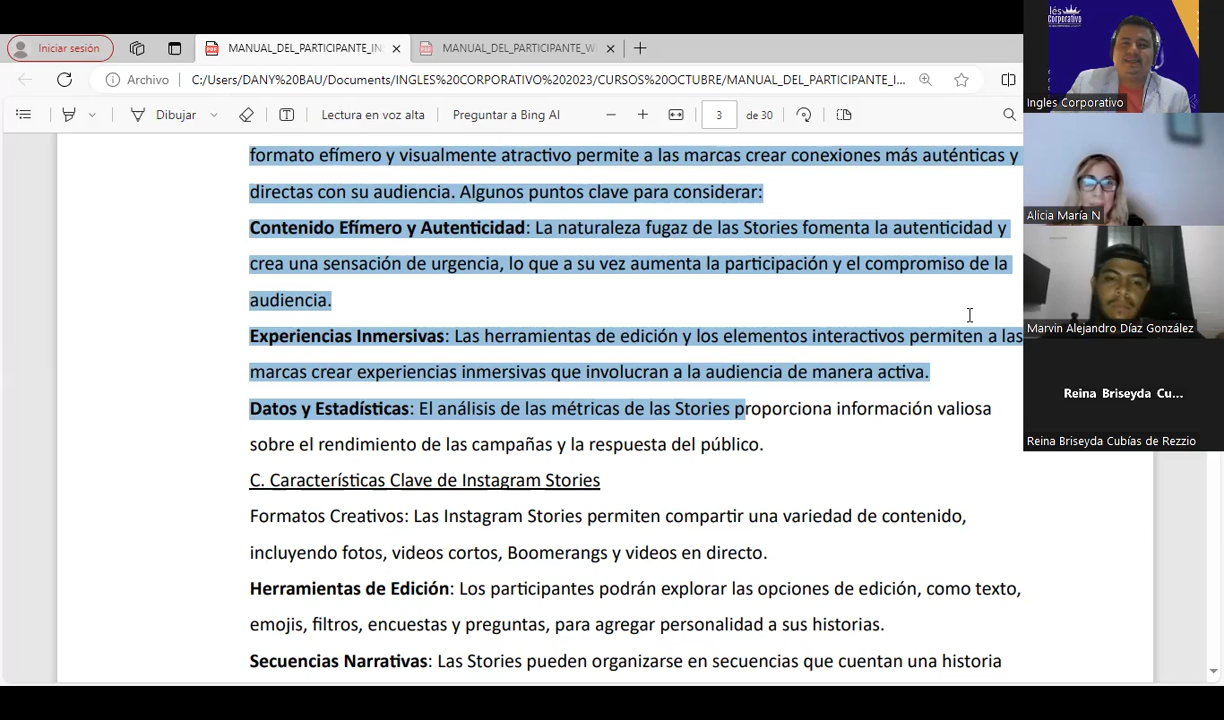 Iniciar sesión
MANUAL_DEL_PARTICIPANTE_IN
MANUAL_DEL_PARTICIPANTE_W
Archivo
C:/Users/DANY%20BAU/Documents/INGLES%20CORPORATIVO%202023/CURSOS%20OCTUBRE/MANUAL_DEL_PARTICIPANTE_I...
Dibujar
Lectura en voz alta
Preguntar a Bing AI
3
de 30
formato efímero y visualmente atractivo permite a las marcas crear conexiones más auténticas y
directas con su audiencia. Algunos puntos clave para considerar:
Contenido Efímero y Autenticidad: La naturaleza fugaz de las Stories fomenta la autenticidad y
crea una sensación de urgencia, lo que a su vez aumenta la participación y el compromiso de la
audiencia.
Experiencias Inmersivas: Las herramientas de edición y los elementos interactivos permiten a las
marcas crear experiencias inmersivas que involucran a la audiencia de manera activa.
Datos y Estadísticas: El análisis de las métricas de las Stories proporciona información valiosa
sobre el rendimiento de las campañas y la respuesta del público.
C. Características Clave de Instagram Stories
Formatos Creativos: Las Instagram Stories permiten compartir una variedad de contenido,
incluyendo fotos, videos cortos, Boomerangs y videos en directo.
Herramientas de Edición: Los participantes podrán explorar las opciones de edición, como texto,
emojis, filtros, encuestas y preguntas, para agregar personalidad a sus historias.
Secuencias Narrativas: Las Stories pueden organizarse en secuencias que cuentan una historia
lés
Corporativo
Ingles Corporativo
Alicia María N
Marvin Alejandro Díaz González
Reina Briseyda Cu...
Reina Briseyda Cubías de Rezzio